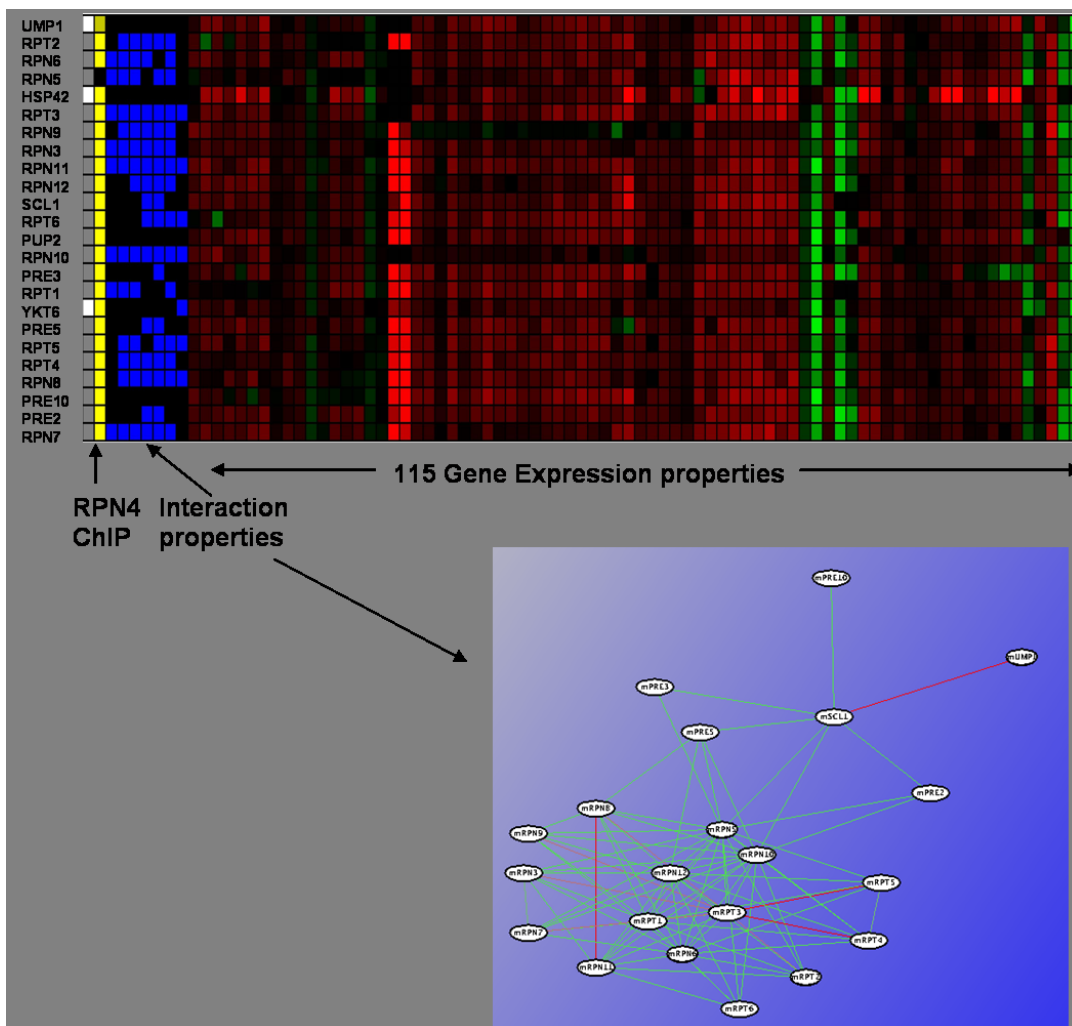 UMP1
RPT2
RPN6
RPN5
HSP42
RPT3
RPN9
RPN3
RPN11
RPN12
SCL1
RPT6
PUP2
RPN10
PRE3
RPT1
YKT6
PRE5
RPT5
RPT4
RPN8
PRE10
PRE2
RPN7
115 Gene Expression properties
RPN4 Interaction
ChIP properties
mPRE10
mUMP1
mPRE3
mSCL1
mPRE5
mPRE2
mRPN8
mRPN9
mRPN5
mRPN10
mRPN3
mRPN12
mRPT5
mRPT3
mRPT1
mRPN7
mRPT4
mRPN6
mRPN11
mRPT2
mRPT6